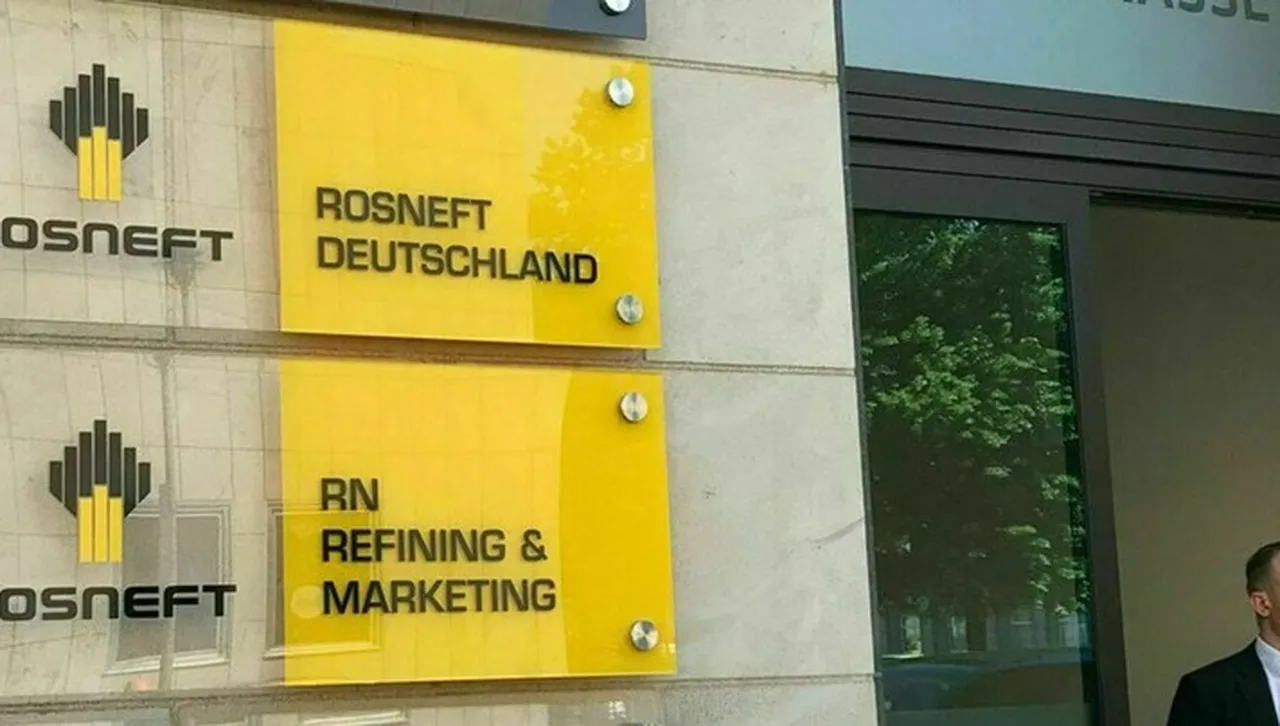 ROSNEFT
DEUTSCHLAND
OSNEFT
RN
REFINING &
MARKETING
OSNEFT